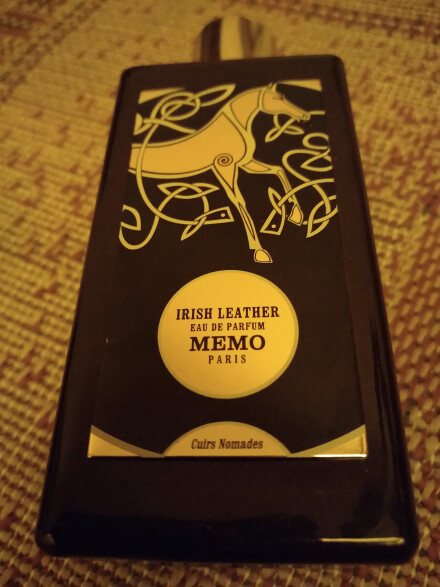 IRISH LEATHER
EAU DE PARFUM
MEMO
PARIS
Cuirs Nomades